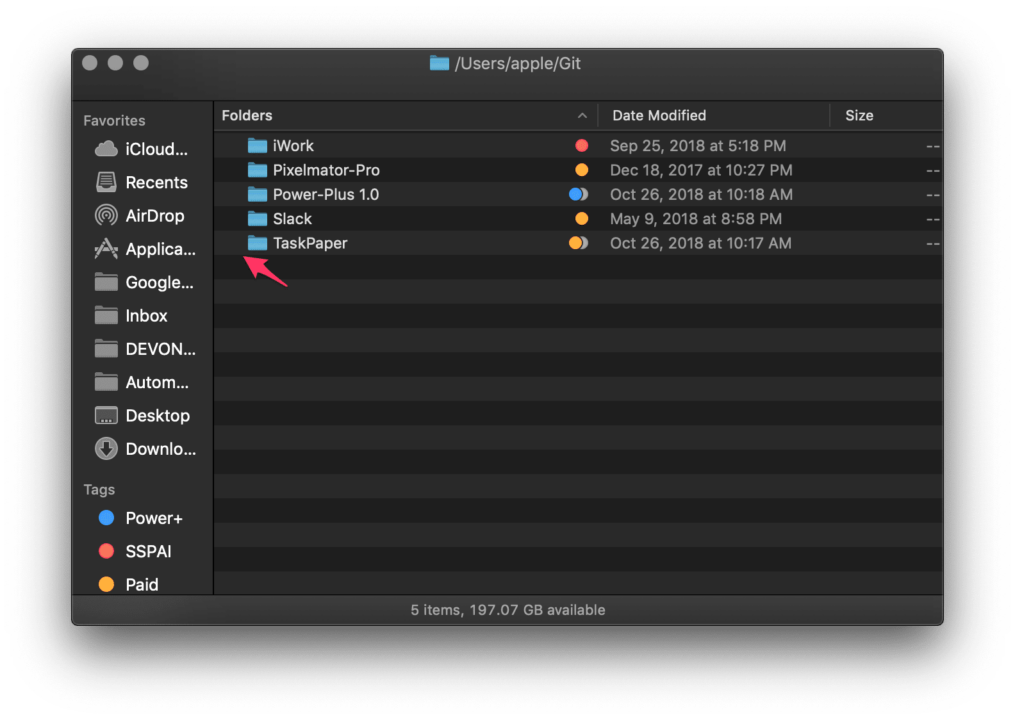 /Users/apple/Git
Favorites
iCloud...
Recents
AirDrop
Applica...
Google...
Inbox
DEVON...
Autom...
Desktop
Downlo...
Tags
Power+
SSPAI
Paid
Folders Date Modified Size
iWork Sep 25, 2018 at 5:18 PM --
Pixelmator-Pro Dec 18, 2017 at 10:27 PM --
Power-Plus 1.0 Oct 26, 2018 at 10:18 AM --
Slack May 9, 2018 at 8:58 PM --
TaskPaper Oct 26, 2018 at 10:17 AM --
5 items, 197.07 GB available